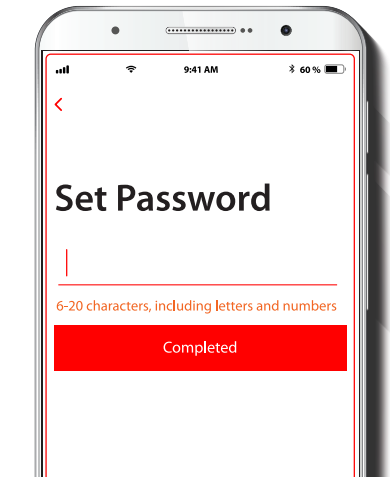 9:41 AM
60 %
Set Password
6-20 characters, including letters and numbers
Completed